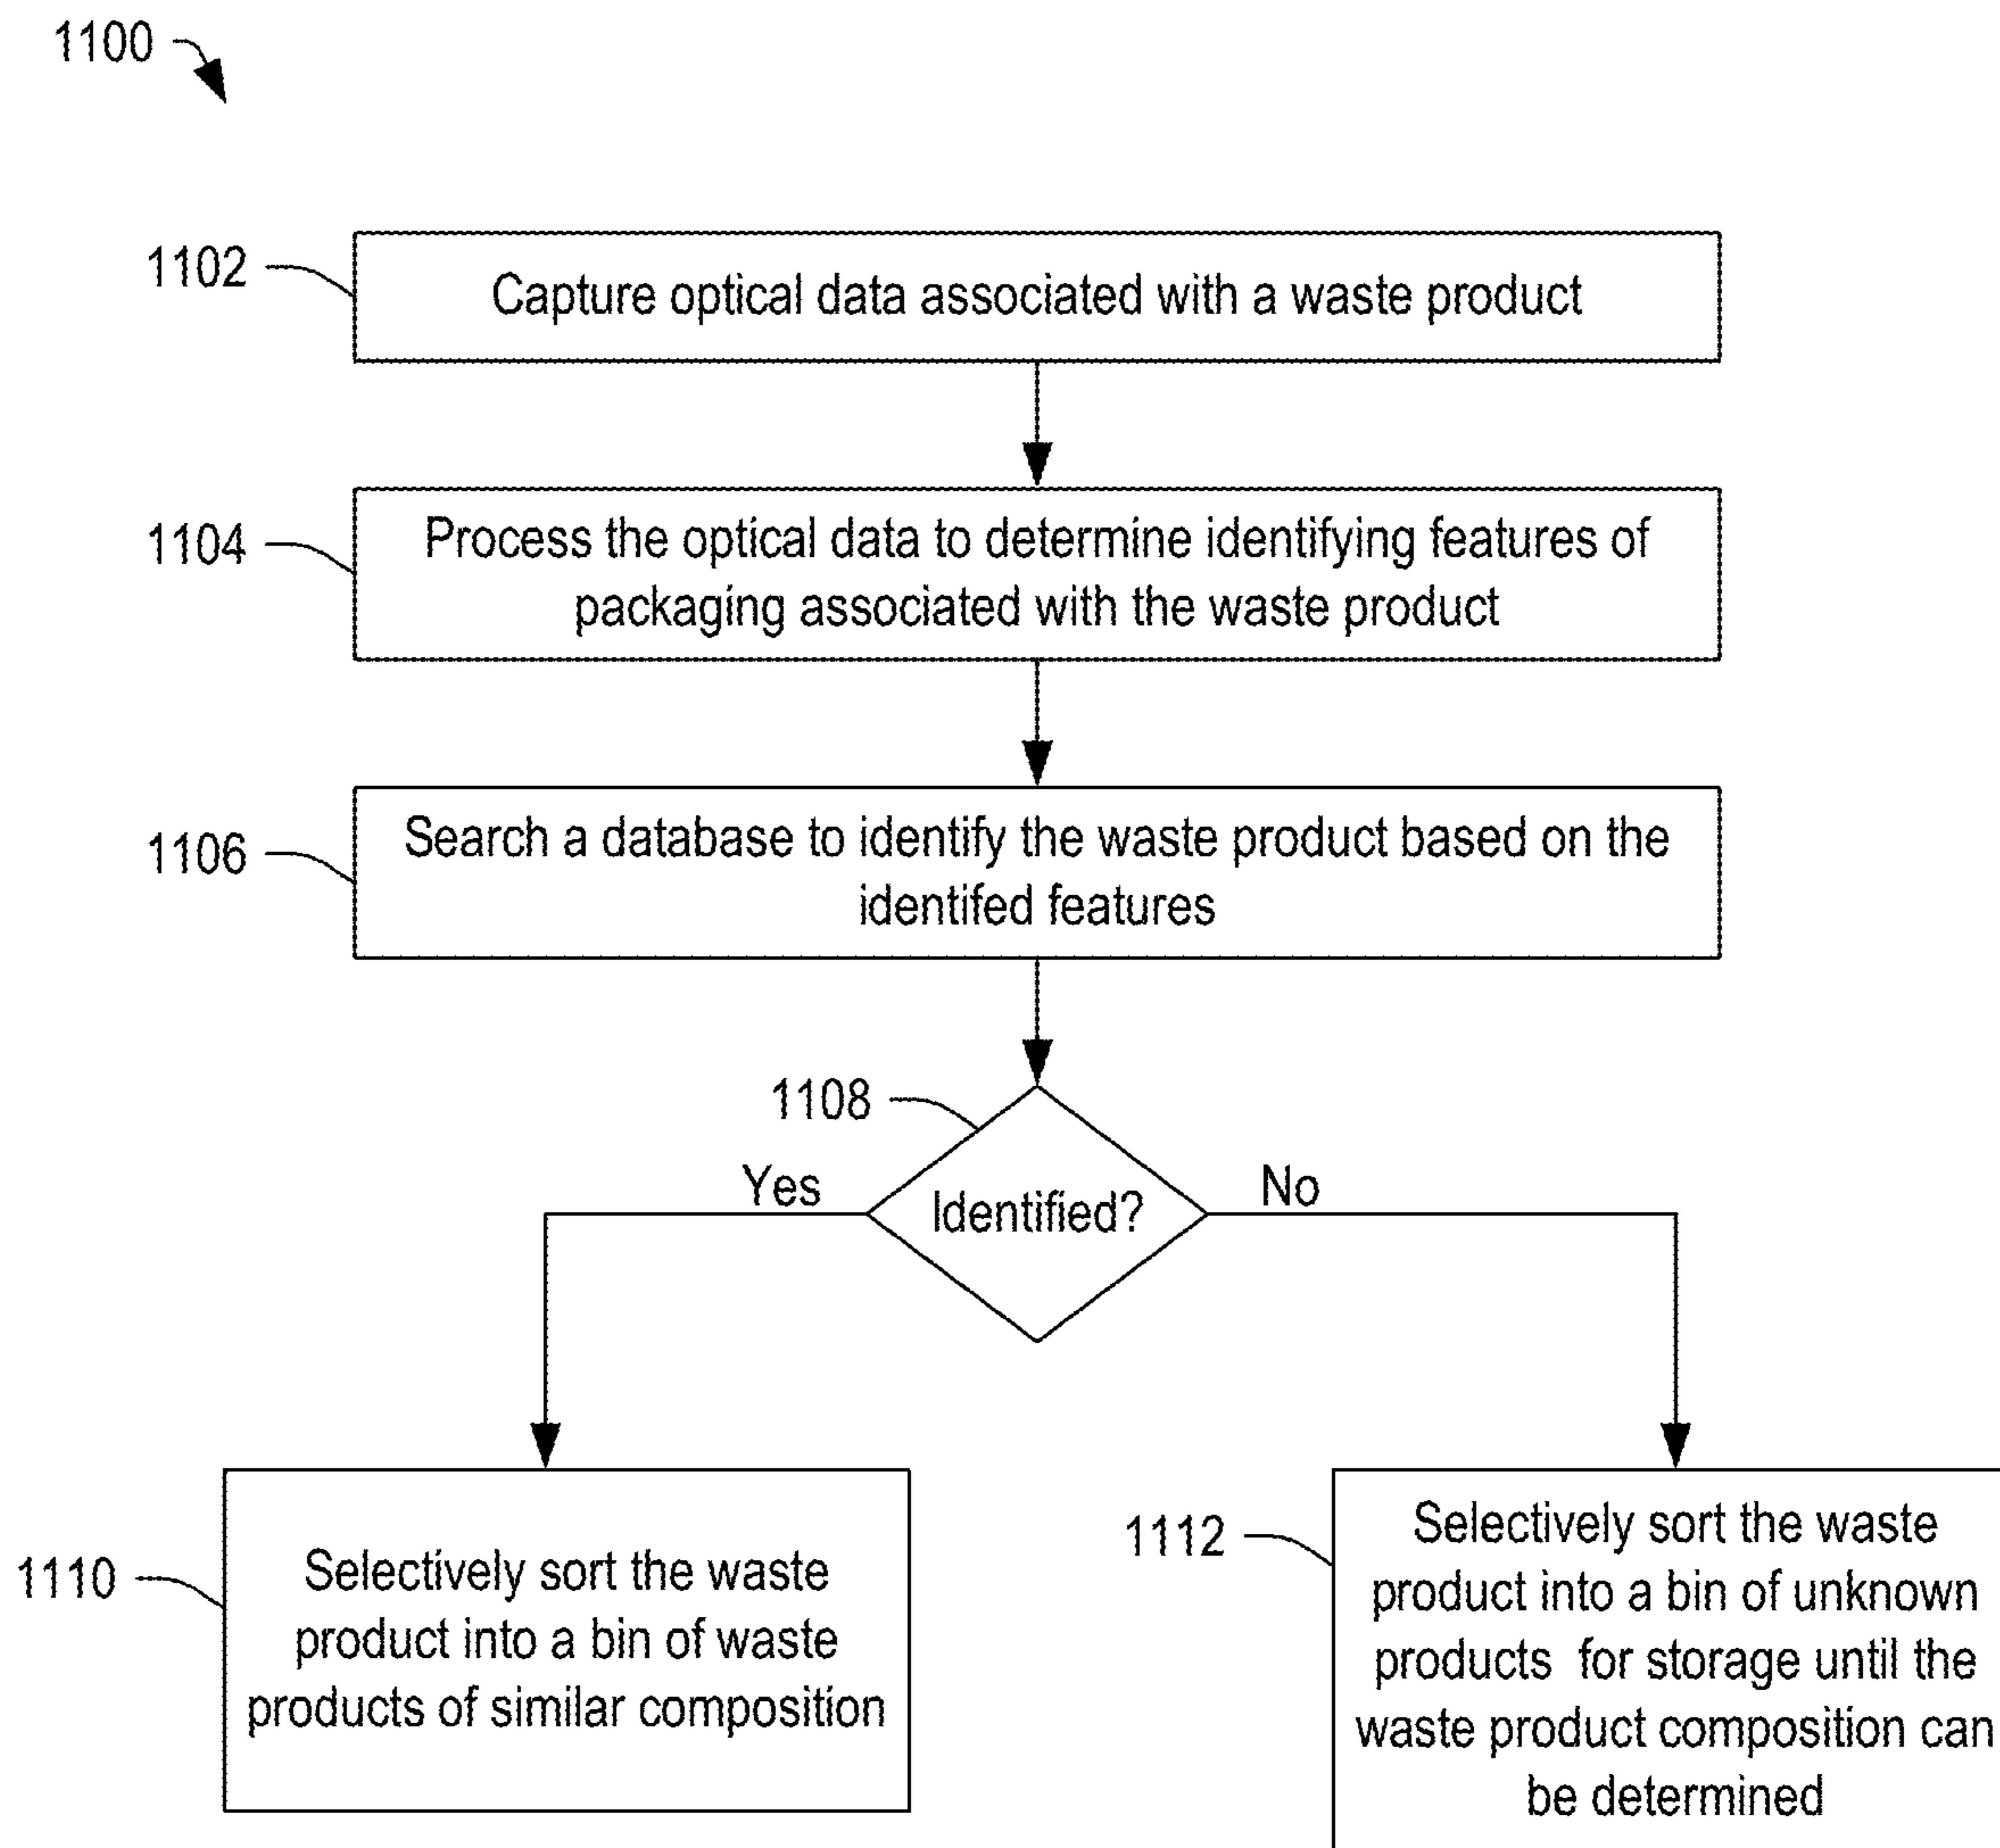 1100
1102
Capture optical data associated with a waste product
1104
Process the optical data to determine identifying features of
packaging associated with the waste product
1106
Search a database to identify the waste product based on the
identifed features
1108
Yes
Identified?
No
1110
Selectively sort the waste
product into a bin of waste
products of similar composition
1112
Selectively sort the waste
product into a bin of unknown
products for storage until the
waste product composition can
be determined